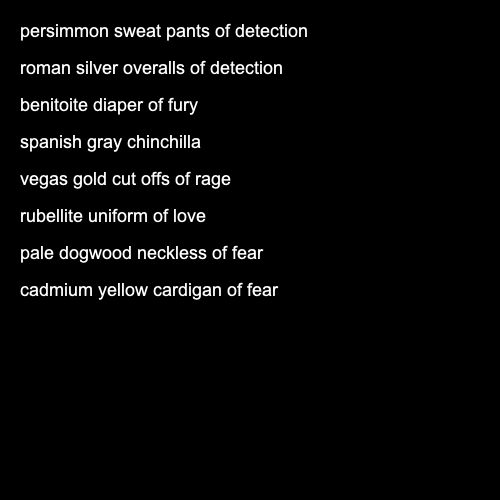 persimmon sweat pants of detection
roman silver overalls of detection
benitoite diaper of fury
spanish gray chinchilla
vegas gold cut offs of rage
rubellite uniform of love
pale dogwood neckless of fear
cadmium yellow cardigan of fear